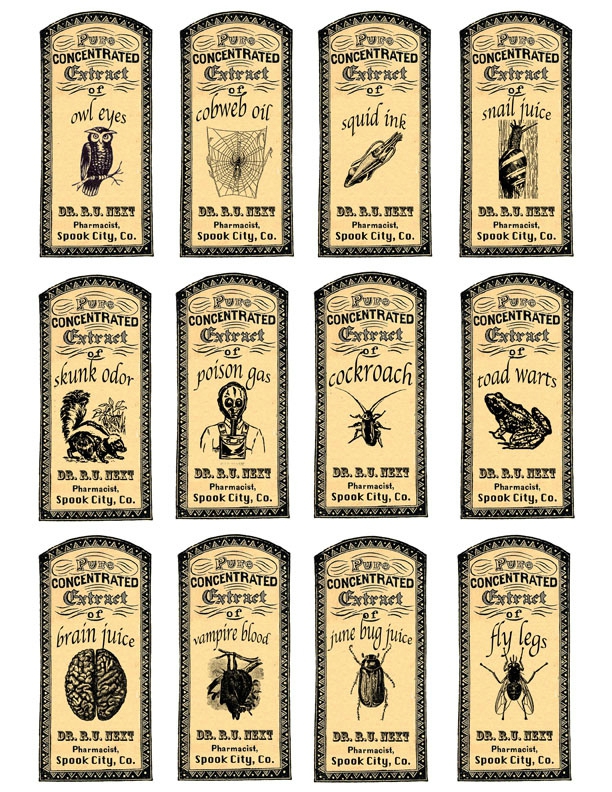 Pure
CONCENTRATED
Extract
of
owl eyes
DR. R.U. NEXT
Pharmacist,
Spook City, Co.
Pure
CONCENTRATED
Extract
of
cobweb oil
DR. R.U. NEXT
Pharmacist,
Spook City, Co.
Pure
CONCENTRATED
Extract
of
squid ink
DR. R.U. NEXT
Pharmacist,
Spook City, Co.
Pure
CONCENTRATED
Extract
of
snail juice
DR. R.U. NEXT
Pharmacist,
Spook City, Co.
Pure
CONCENTRATED
Extract
of
skunk odor
DR. R.U. NEXT
Pharmacist,
Spook City, Co.
Pure
CONCENTRATED
Extract
of
poison gas
DR. R.U. NEXT
Pharmacist,
Spook City, Co.
Pure
CONCENTRATED
Extract
of
cockroach
DR. R.U. NEXT
Pharmacist,
Spook City, Co.
Pure
CONCENTRATED
Extract
of
toad warts
DR. R.U. NEXT
Pharmacist,
Spook City, Co.
Pure
CONCENTRATED
Extract
of
brain juice
DR. R.U. NEXT
Pharmacist,
Spook City, Co.
Pure
CONCENTRATED
Extract
of
vampire blood
DR. R.U. NEXT
Pharmacist,
Spook City, Co.
Pure
CONCENTRATED
Extract
of
june bug juice
DR. R.U. NEXT
Pharmacist,
Spook City, Co.
Pure
CONCENTRATED
Extract
of
fly legs
DR. R.U. NEXT
Pharmacist,
Spook City, Co.